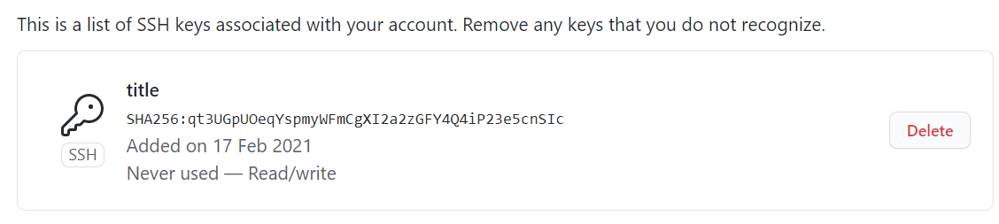 This is a list of SSH keys associated with your account. Remove any keys that you do not recognize.
title
SHA256:qt3UGpUOeqYspmyWFmCgXI2a2zGFY4Q4iP23e5cnSIc
Added on 17 Feb 2021
Never used — Read/write
SSH
Delete